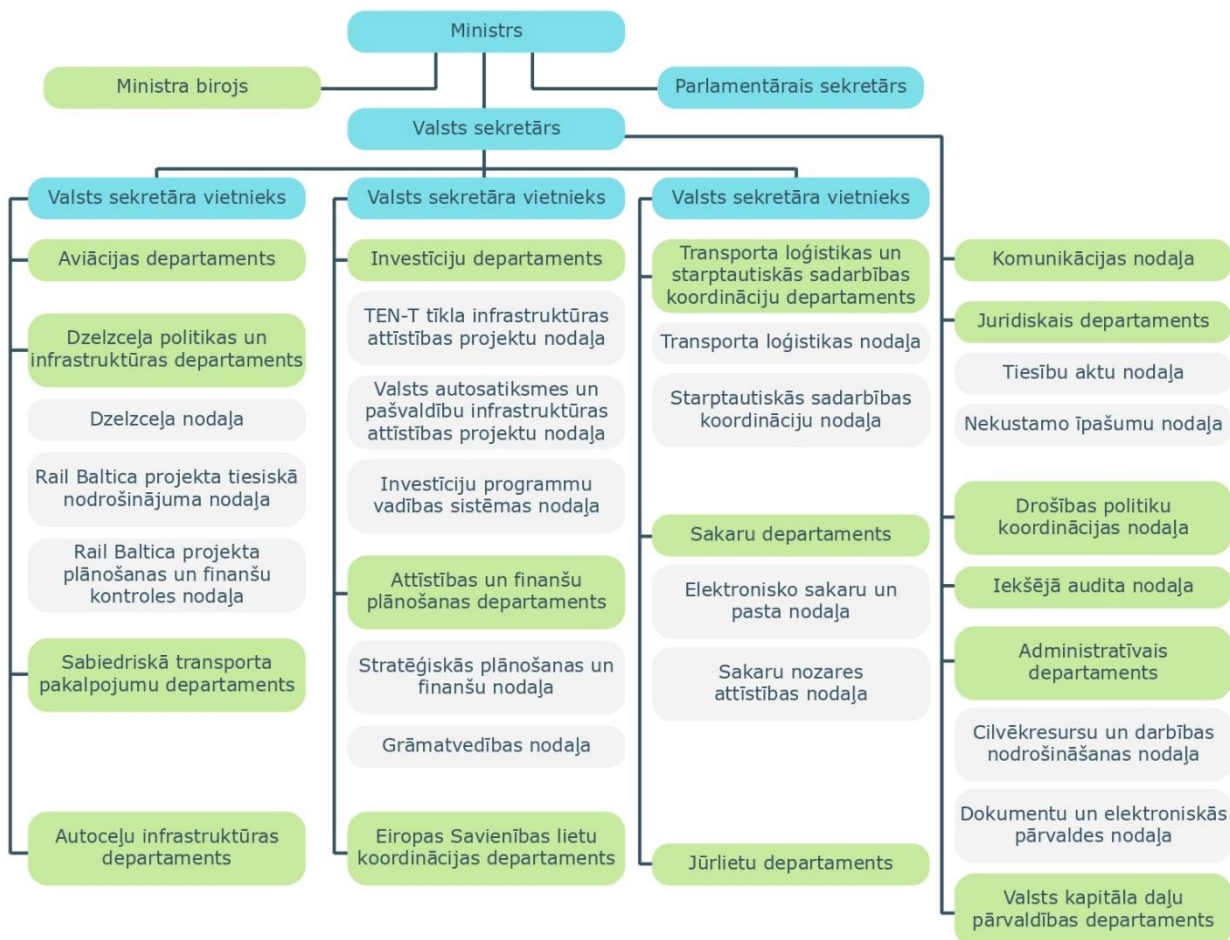 Ministrs
Ministra birojs
Parlamentārais sekretārs
Valsts sekretārs
Valsts sekretāra vietnieks
Aviācijas departaments
Dzelzceļa politikas un
infrastruktūras departaments
Dzelzceļa nodaļa
Rail Baltica projekta tiesiskā
nodrošinājuma nodaļa
Rail Baltica projekta
plānošanas un finanšu
kontroles nodaļa
Sabiedriskā transporta
pakalpojumu departaments
Autoceļu infrastruktūras
departaments
Valsts sekretāra vietnieks
Investīciju departaments
TEN-T tīkla infrastruktūras
attīstības projektu nodaļa
Valsts autosatiksmes un
pašvaldību infrastruktūras
attīstības projektu nodaļa
Investīciju programmu
vadības sistēmas nodaļa
Attīstības un finanšu
plānošanas departaments
Stratēģiskās plānošanas un
finanšu nodaļa
Grāmatvedības nodaļa
Eiropas Savienības lietu
koordinācijas departaments
Valsts sekretāra vietnieks
Transporta loģistikas un
starptautiskās sadarbības
koordināciju departaments
Transporta loģistikas nodaļa
Starptautiskās sadarbības
koordināciju nodaļa
Sakaru departaments
Elektronisko sakaru un
pasta nodaļa
Sakaru nozares
attīstības nodaļa
Jūrlietu departaments
Komunikācijas nodaļa
Juridiskais departaments
Tiesību aktu nodaļa
Nekustamo īpašumu nodaļa
Drošības politiku
koordinācijas nodaļa
Iekšējā audita nodaļa
Administratīvais
departaments
Cilvēkresursu un darbības
nodrošināšanas nodaļa
Dokumentu un elektroniskās
pārvaldes nodaļa
Valsts kapitāla daļu
pārvaldības departaments